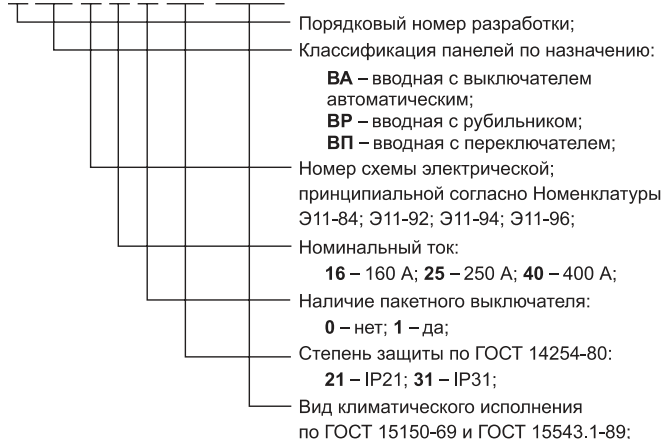 Порядковый номер разработки;
Классификация панелей по назначению:
ВА – вводная с выключателем
автоматическим;
ВР – вводная с рубильником;
ВП – вводная с переключателем;
Номер схемы электрической;
принципиальной согласно Номенклатуры
Э11-84; Э11-92; Э11-94; Э11-96;
Номинальный ток:
16 – 160 А; 25 – 250 А; 40 – 400 А;
Наличие пакетного выключателя:
0 – нет; 1 – да;
Степень защиты по ГОСТ 14254-80:
21 – IP21; 31 – IP31;
Вид климатического исполнения
по ГОСТ 15150-69 и ГОСТ 15543.1-89;